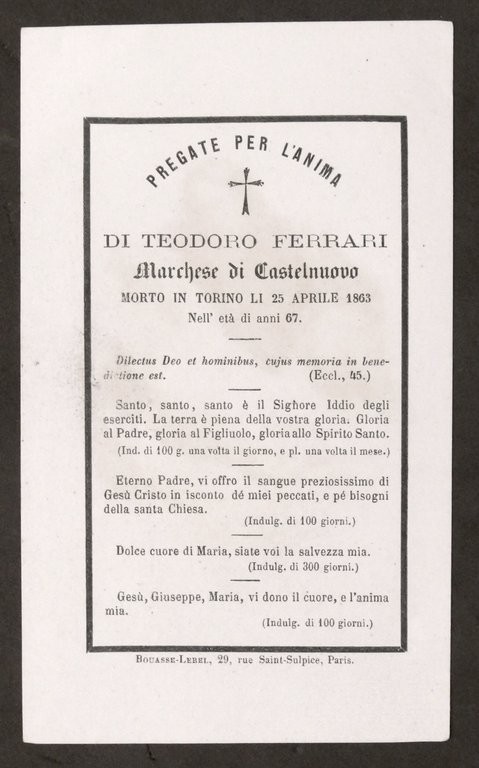 PREGATE PER L'ANIMA
DI TEODORO FERRARI
Marchese di Castelnuovo
MORTO IN TORINO LI 25 APRILE 1863
Nell' età di anni 67.
Dilectus Deo et hominibus, cujus memoria in bene-
dictione est. (Eccl., 45.)
Santo, santo, santo è il Sighore Iddio degli
eserciti. La terra è piena della vostra gloria. Gloria
al Padre, gloria al Figliuolo, gloria allo Spirito Santo.
(Ind. di 100 g. una volta il giorno, e pl. una volta il mese.)
Eterno Padre, vi offro il sangue preziosissimo di
Gesù Cristo in isconto dé miei peccati, e pé bisogni
della santa Chiesa.
(Indulg. di 100 giorni.)
Dolce cuore di Maria, siate voi la salvezza mia.
(Indulg. di 300 giorni.)
Gesù, Giuseppe, Maria, vi dono il cuore, e l'anima
mia.
(Indulg. di 100 giorni.)
BOUASSE-LEBEL, 29, rue Saint-Sulpice, Paris.